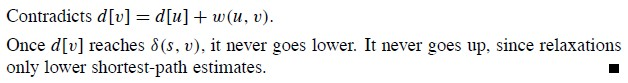 Contradicts d[v] = d[u] + w(u, v).
Once d[v] reaches δ(s, v), it never goes lower. It never goes up, since relaxations
only lower shortest-path estimates. ■